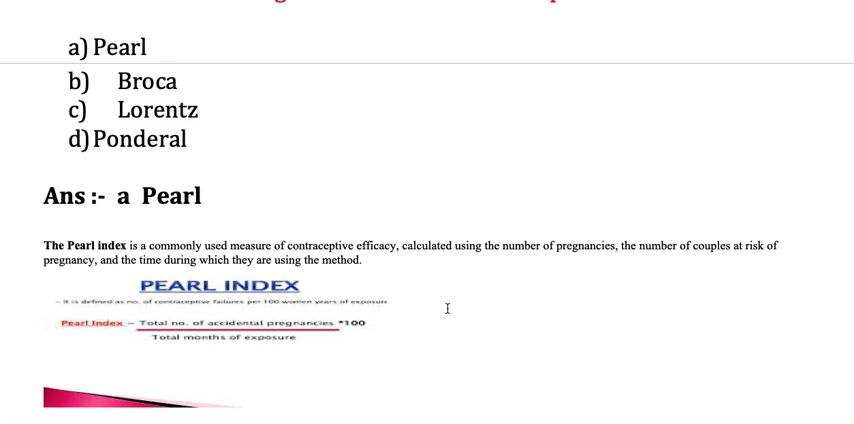 a) Pearl
b) Broca
c) Lorentz
d) Ponderal
Ans :- a Pearl
The Pearl index is a commonly used measure of contraceptive efficacy, calculated using the number of pregnancies, the number of couples at risk of
pregnancy, and the time during which they are using the method.
PEARL INDEX
- It is defined as no. of contraceptive failures per 100 women years of exposure
Pearl Index = Total no. of accidental pregnancies *100
Total months of exposure